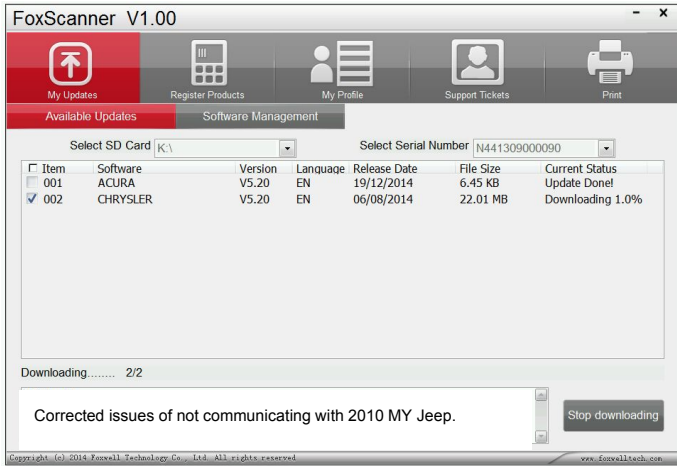 FoxScanner V1.00
My Updates Register Products My Profile Support Tickets Print
Available Updates Software Management
Select SD Card K:\ Select Serial Number N441309000090
Item Software Version Language Release Date File Size Current Status
001 ACURA V5.20 EN 19/12/2014 6.45 KB Update Done!
002 CHRYSLER V5.20 EN 06/08/2014 22.01 MB Downloading 1.0%
Downloading........ 2/2
Corrected issues of not communicating with 2010 MY Jeep.
Stop downloading
Copyright (c) 2014 Foxwell Technology Co., Ltd. All rights reserved www.foxwelltech.com